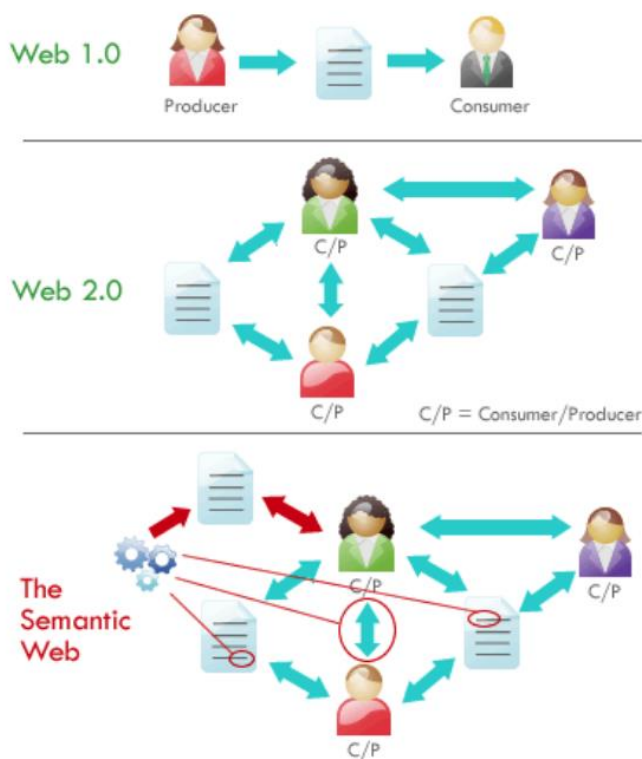 Web 1.0
Producer
Consumer
C/P
C/P
Web 2.0
C/P
C/P = Consumer/Producer
C/P
C/P
The
Semantic
Web
C/P